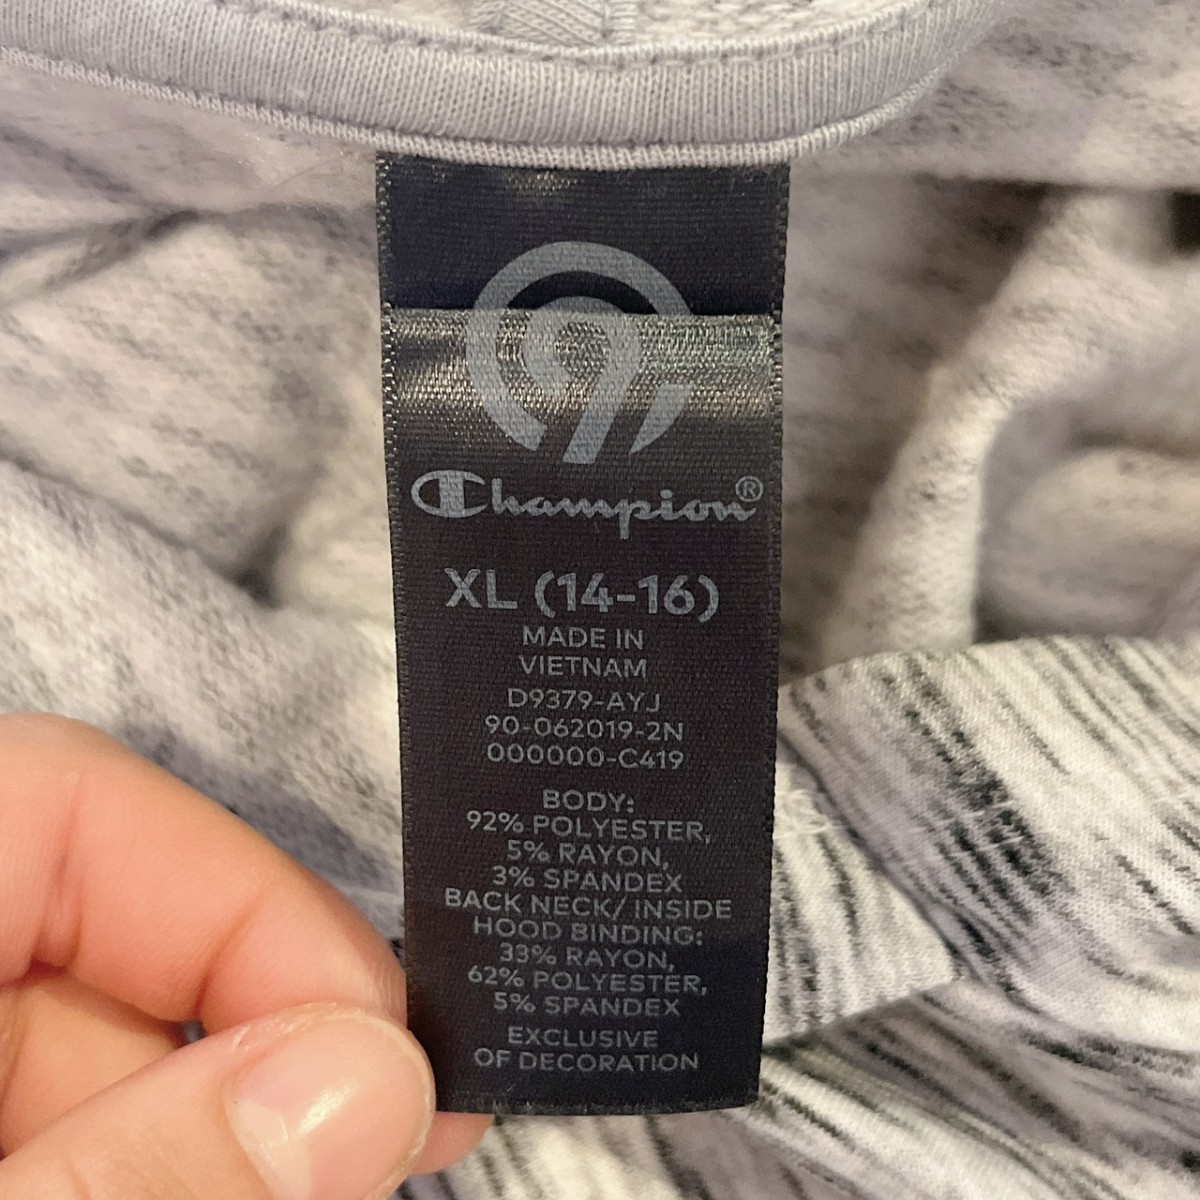 C9
Champion®
XL (14-16)
MADE IN
VIETNAM
D9379-AYJ
90-062019-2N
000000-C419
BODY:
92% POLYESTER,
5% RAYON,
3% SPANDEX
BACK NECK/ INSIDE
HOOD BINDING:
33% RAYON,
62% POLYESTER,
5% SPANDEX
EXCLUSIVE
OF DECORATION